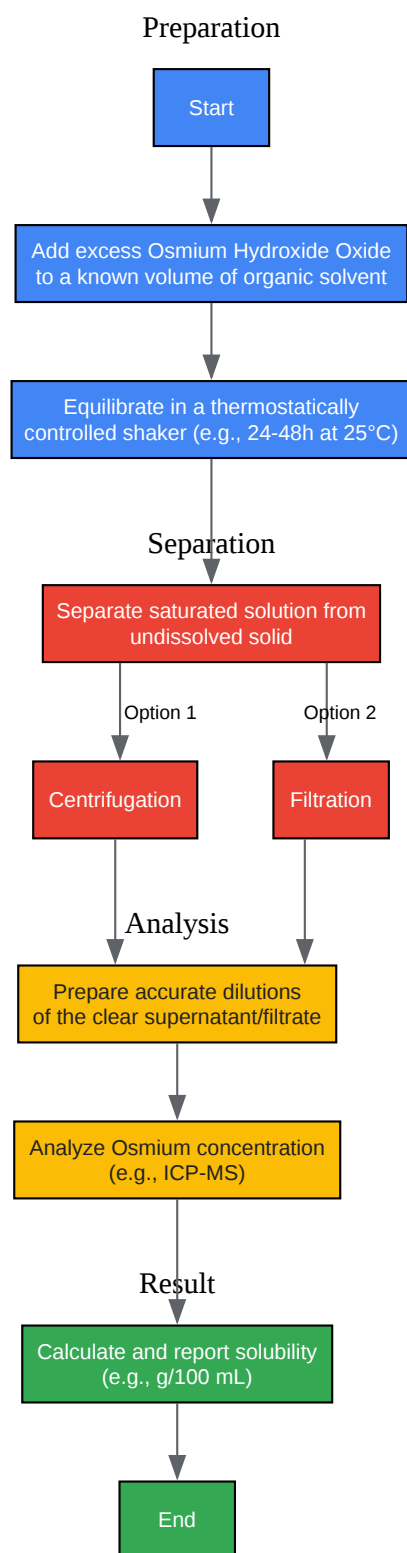 Preparation
Start
Add excess Osmium Hydroxide Oxide
to a known volume of organic solvent
Equilibrate in a thermostatically
controlled shaker (e.g., 24-48h at 25°C)
Separation
Separate saturated solution from
undissolved solid
Option 1
Option 2
Centrifugation
Filtration
Analysis
Prepare accurate dilutions
of the clear supernatant/filtrate
Analyze Osmium concentration
(e.g., ICP-MS)
Result
Calculate and report solubility
(e.g., g/100 mL)
End